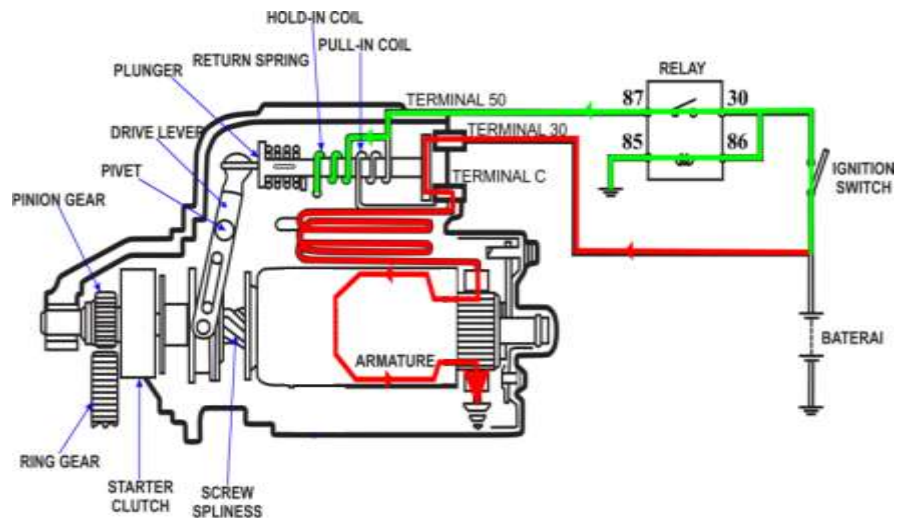 HOLD-IN COIL
PULL-IN COIL
RETURN SPRING
PLUNGER
RELAY
TERMINAL 50
87
30
DRIVE LEVER
TERMINAL 30
85
86
PIVET
TERMINAL C
IGNITION
SWITCH
PINION GEAR
BATERAI
ARMATURE
RING GEAR
STARTER
CLUTCH
SCREW
SPLINESS